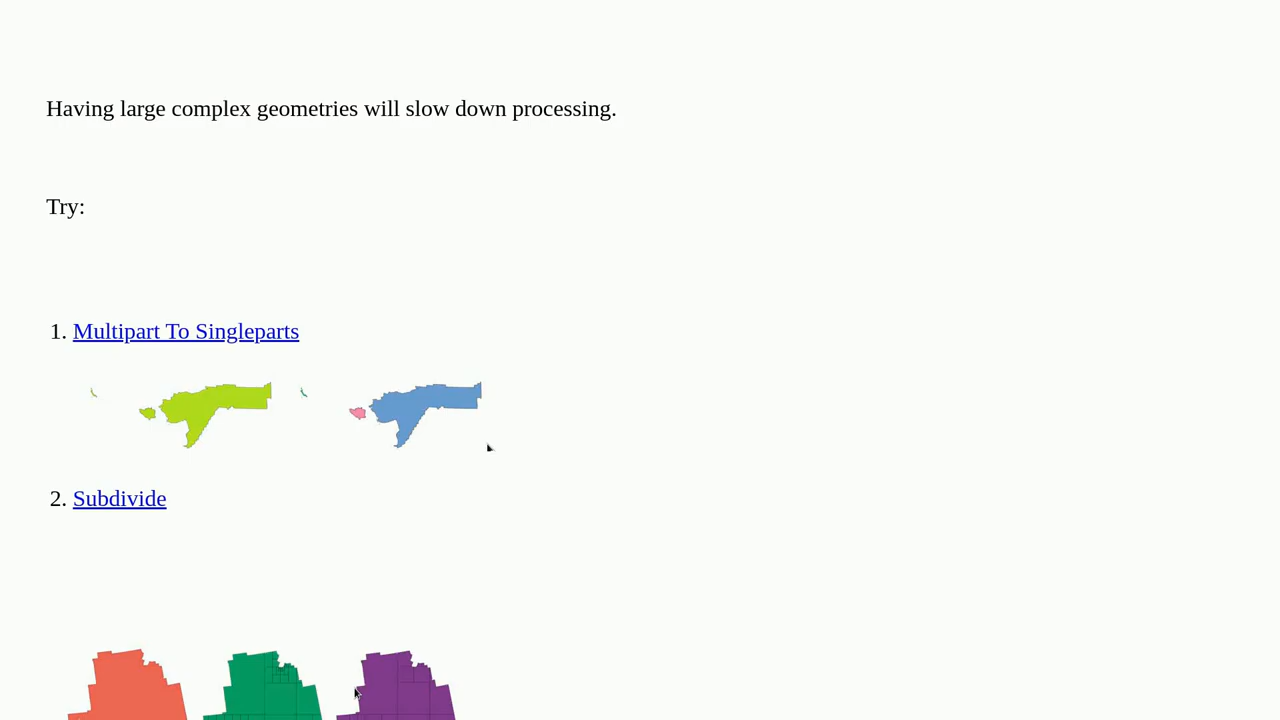 Having large complex geometries will slow down processing.
Try:
1. Multipart To Singleparts
2. Subdivide